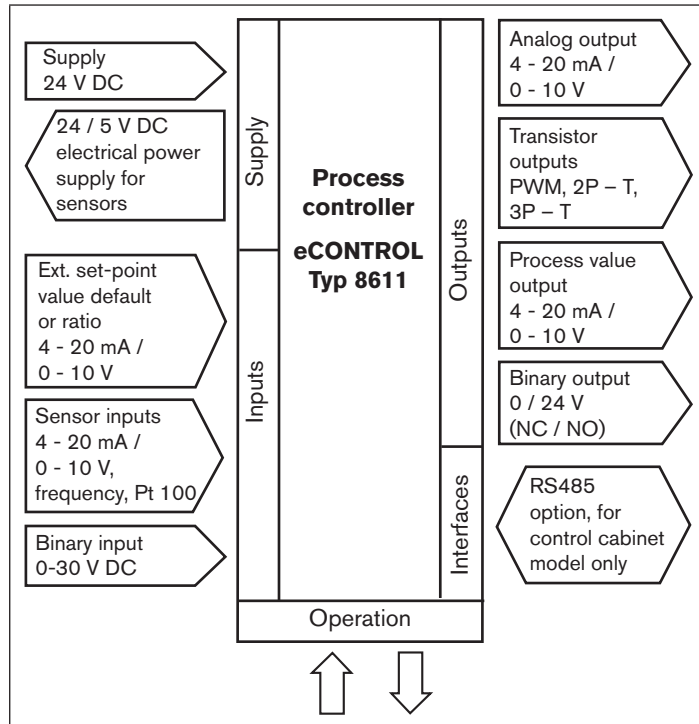 Supply
24 V DC
24 / 5 V DC
electrical power
supply for
sensors
Ext. set-point
value default
or ratio
4 - 20 mA /
0 - 10 V
Sensor inputs
4 - 20 mA /
0 - 10 V,
frequency, Pt 100
Binary input
0-30 V DC
Supply
Inputs
Process
controller
eCONTROL
Typ 8611
Outputs
Interfaces
Operation
Analog output
4 - 20 mA /
0 - 10 V
Transistor
outputs
PWM, 2P – T,
3P – T
Process value
output
4 - 20 mA /
0 - 10 V
Binary output
0 / 24 V
(NC / NO)
RS485
option, for
control cabinet
model only